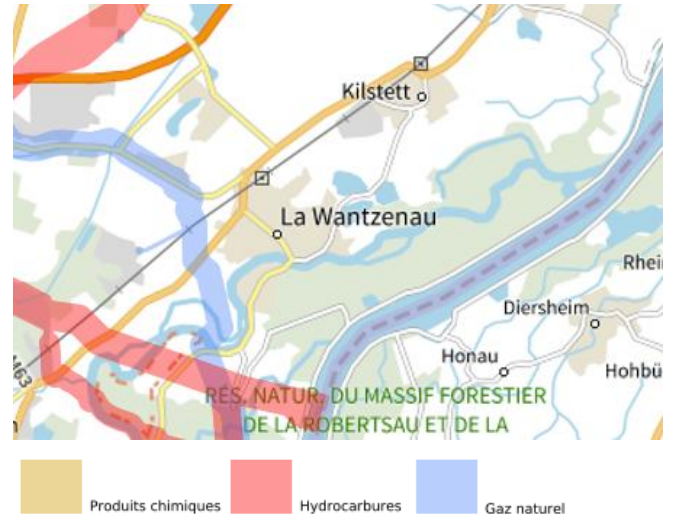 Kilstett
La Wantzenau
Rhei
Diersheim
Honau
Hohbü
M63
RÉS. NATUR. DU MASSIF FORESTIER
DE LA ROBERTSAU ET DE LA
n
Produits chimiques
Hydrocarbures
Gaz naturel